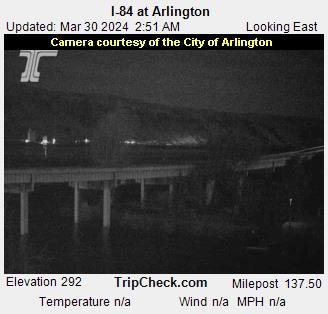 I-84 at Arlington
Updated: Mar 30 2024 2:51 AM Looking East
Camera courtesy of the City of Arlington
Elevation 292 TripCheck.com Milepost 137.50
Temperature n/a Wind n/a MPH n/a